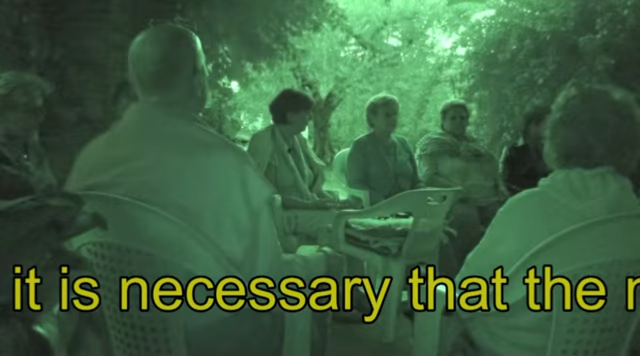 it is necessary that the